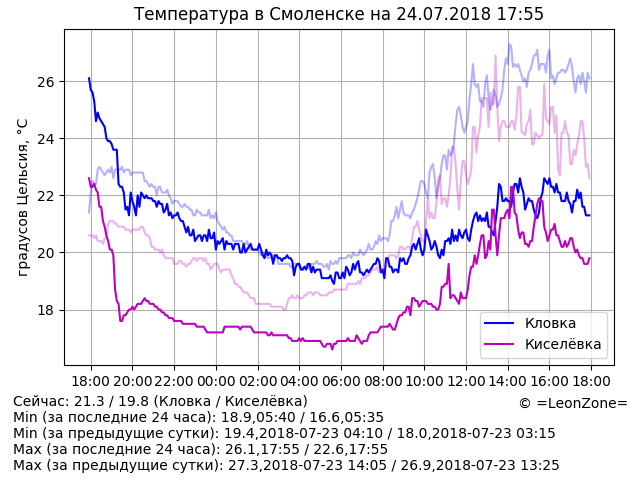 Температура в Смоленске на 24.07.2018 17:55
градусов Цельсия, °C
26
24
22
20
18
Кловка
Киселёвка
18:00 20:00 22:00 00:00 02:00 04:00 06:00 08:00 10:00 12:00 14:00 16:00 18:00
Сейчас: 21.3 / 19.8 (Кловка / Киселёвка)
© =LeonZone=
Min (за последние 24 часа): 18.9,05:40 / 16.6,05:35
Min (за предыдущие сутки): 19.4,2018-07-23 04:10 / 18.0,2018-07-23 03:15
Max (за последние 24 часа): 26.1,17:55 / 22.6,17:55
Max (за предыдущие сутки): 27.3,2018-07-23 14:05 / 26.9,2018-07-23 13:25